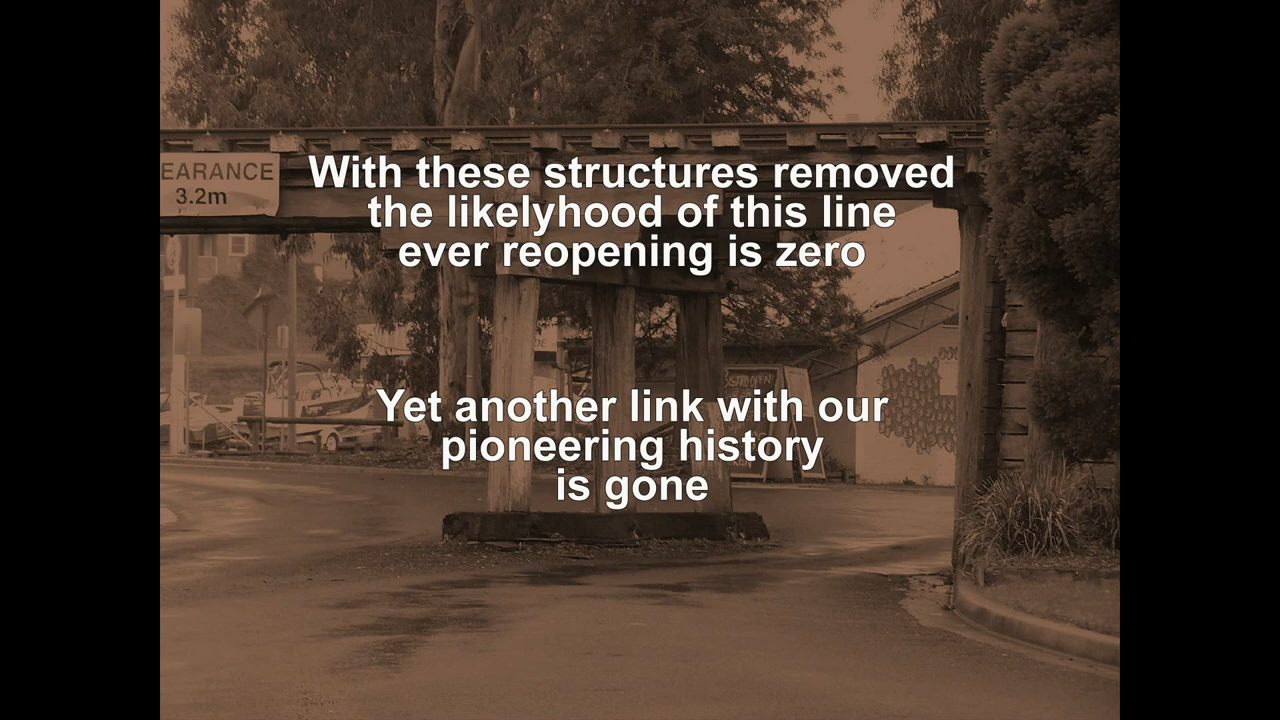 EARANCE
3.2m
With these structures removed
the likelyhood of this line
ever reopening is zero
Yet another link with our
pioneering history
is gone